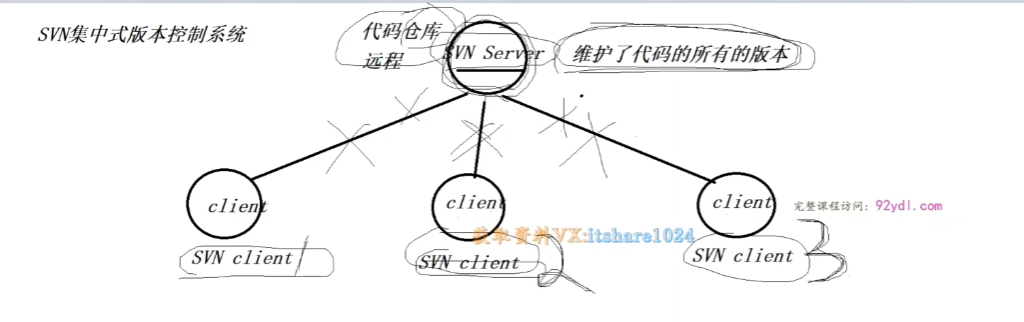 SVN集中式版本控制系统
代码仓库
远程
SVN Server
维护了代码的所有的版本
client
client
client
完整课程访问: 92ydl.com
获取资料VX:itshare1024
SVN client
SVN client
SVN client